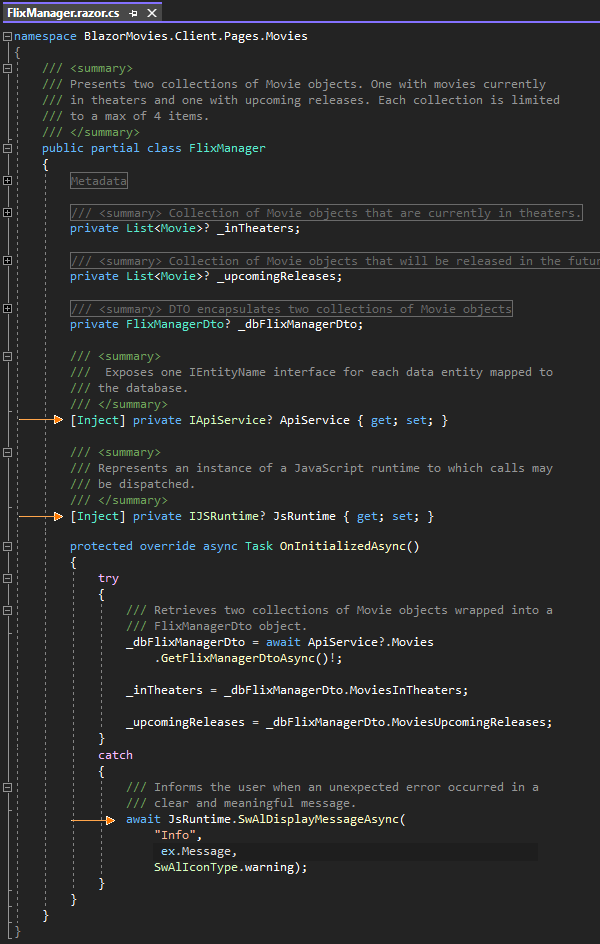 FlixManager.razor.cs
namespace BlazorMovies.Client.Pages.Movies
{
/// <summary>
/// Presents two collections of Movie objects. One with movies currently
/// in theaters and one with upcoming releases. Each collection is limited
/// to a max of 4 items.
/// </summary>
public partial class FlixManager
{
Metadata
/// <summary> Collection of Movie objects that are currently in theaters.
private List<Movie>? _inTheaters;
/// <summary> Collection of Movie objects that will be released in the futur
private List<Movie>? _upcomingReleases;
/// <summary> DTO encapsulates two collections of Movie objects
private FlixManagerDto? _dbFlixManagerDto;
/// <summary>
///  Exposes one IEntityName interface for each data entity mapped to
/// the database.
/// </summary>
[Inject] private IApiService? ApiService { get; set; }
/// <summary>
/// Represents an instance of a JavaScript runtime to which calls may
/// be dispatched.
/// </summary>
[Inject] private IJSRuntime? JsRuntime { get; set; }
protected override async Task OnInitializedAsync()
{
try
{
/// Retrieves two collections of Movie objects wrapped into a
/// FlixManagerDto object.
_dbFlixManagerDto = await ApiService?.Movies
.GetFlixManagerDtoAsync()!;
_inTheaters = _dbFlixManagerDto.MoviesInTheaters;
_upcomingReleases = _dbFlixManagerDto.MoviesUpcomingReleases;
}
catch
{
/// Informs the user when an unexpected error occurred in a
/// clear and meaningful message.
await JsRuntime.SwAlDisplayMessageAsync(
"Info",
ex.Message,
SwAlIconType.warning);
}
}
}
}